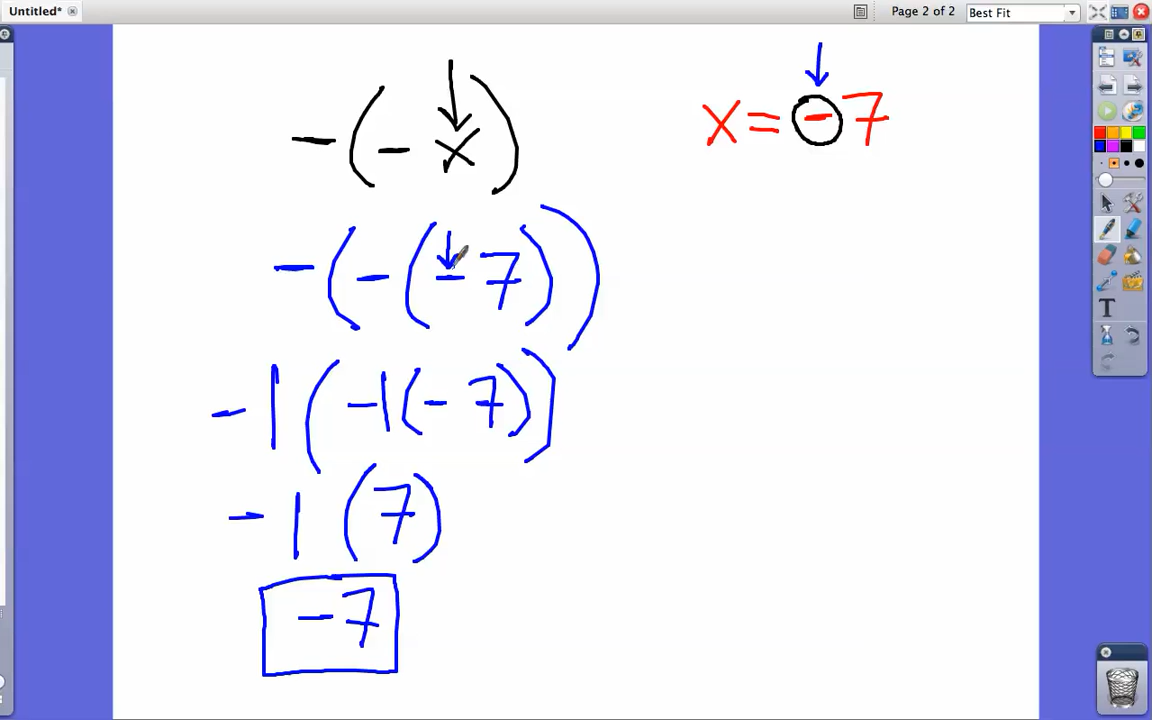 Untitled*
Page 2 of 2
Best Fit
-(-x)
x=-7
-(-(-7))
-1(-1(-7))
-1(7)
-7
T